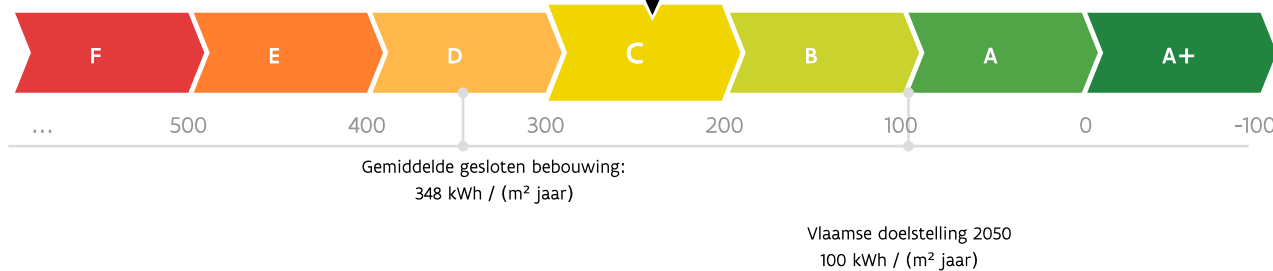 F E D C B A A+
... 500 400 300 200 100 0 -100
Gemiddelde gesloten bebouwing:
348 kWh / (m² jaar)
Vlaamse doelstelling 2050
100 kWh / (m² jaar)